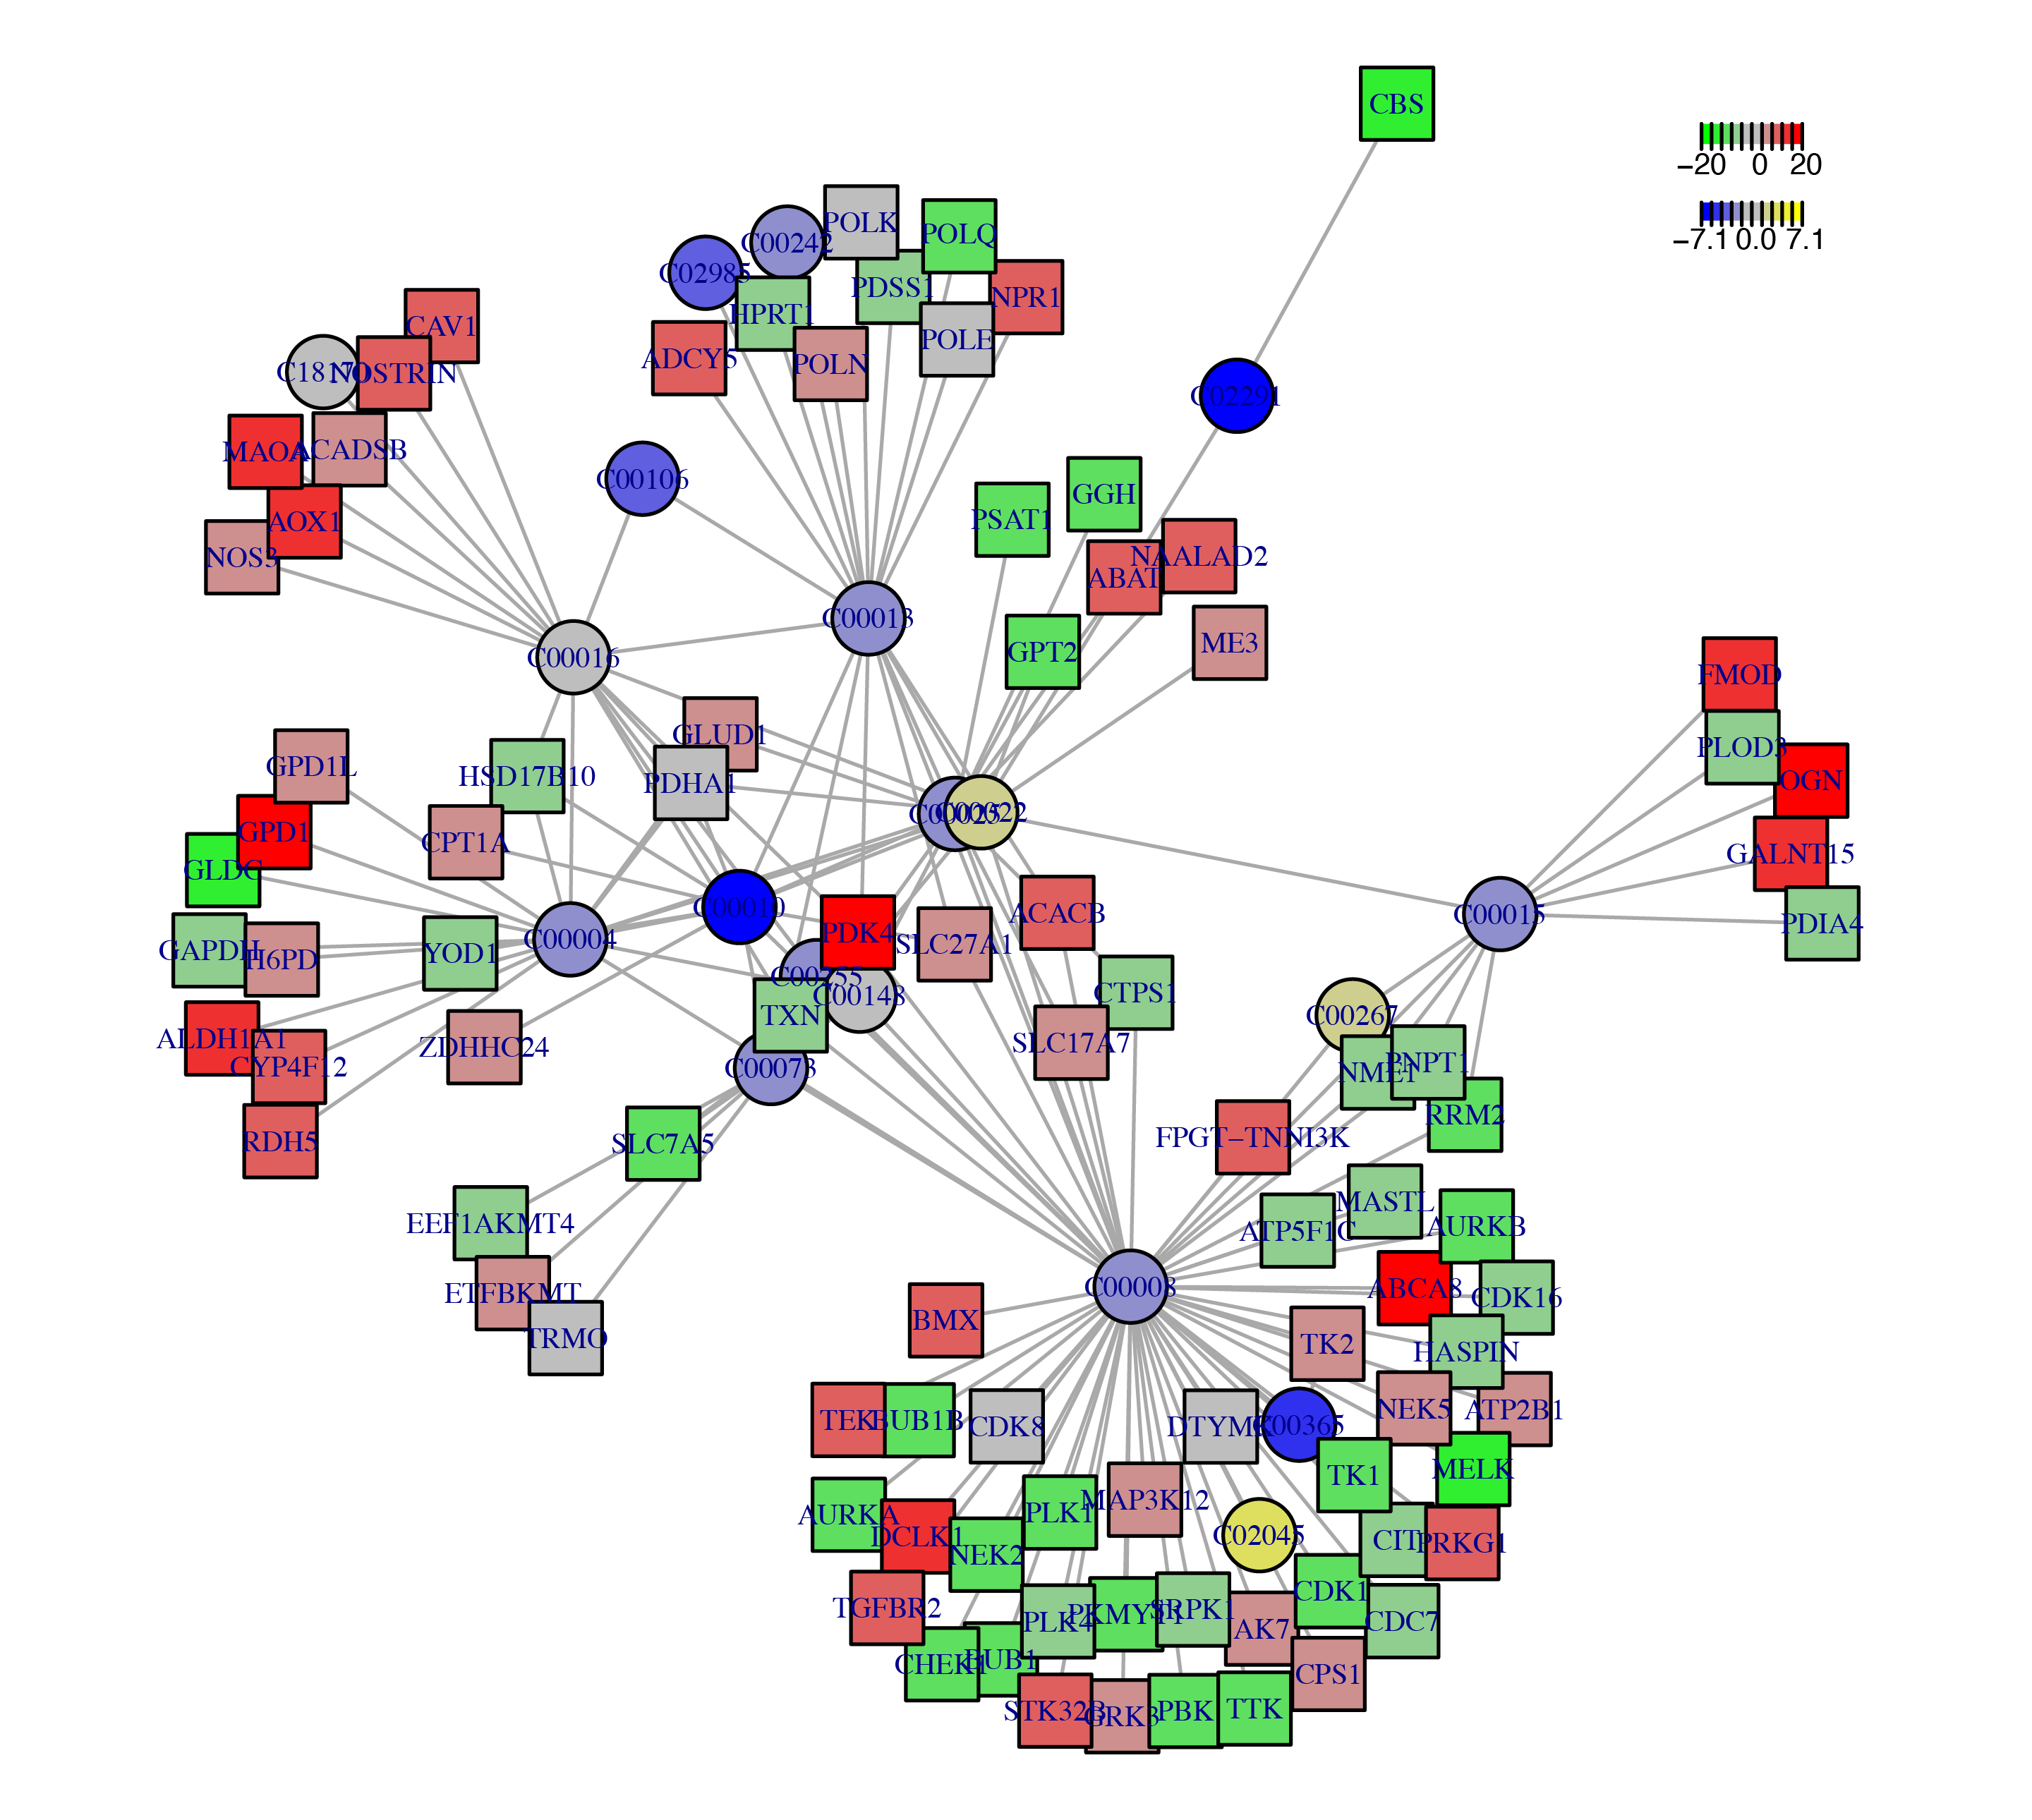 CBS
−20 0 20
−7.1 0.0 7.1
POLK
C00242
POLQ
C02985
PDSS1
NPR1
HPRT1
CAV1
POLE
ADCY5
POLN
NOSTRIN
C02291
MAOA
ACADSB
C00106
GGH
AOX1
PSAT1
NOS3
NAALAD2
ABAT
C00013
ME3
GPT2
C00016
FMOD
GLUD1
PLOD3
GPD1L
HSD17B10
PDHA1
OGN
C00025
C00022
GPD1
CPT1A
GALNT15
GLDC
C00010
ACACB
C00015
PDIA4
PDK4
C00004
SLC27A1
GAPDH
H6PD
YOD1
C00255
CTPS1
C00143
TXN
C00267
ALDH1A1
ZDHHC24
SLC17A7
CYP4F12
C00073
NME1
PNPT1
RRM2
RDH5
SLC7A5
FPGT−TNNI3K
MASTL
EEF1AKMT4
ATP5F1C
AURKB
C00008
ETFBKMT
ABCA8
CDK16
TRMO
BMX
TK2
HASPIN
NEK5
ATP2B1
TEK
BUB1B
CDK8
DTYMK
C00365
TK1
MELK
MAP3K12
AURKA
PLK1
DCLK1
C02045
CIT
PRKG1
NEK2
CDK1
TGFBR2
PLK4
PKMYT1
SRPK1
AK7
CDC7
CHEK1
BUB1
CPS1
STK32B
GRK3
PBK
TTK